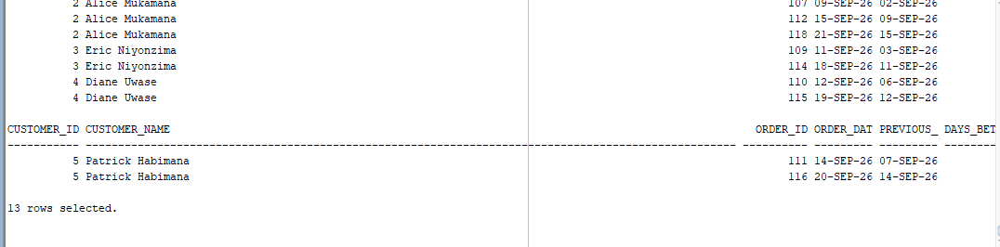 2 Alice Mukamana 107 09-SEP-26 02-SEP-26
2 Alice Mukamana 112 15-SEP-26 09-SEP-26
2 Alice Mukamana 118 21-SEP-26 15-SEP-26
3 Eric Niyonzima 109 11-SEP-26 03-SEP-26
3 Eric Niyonzima 114 18-SEP-26 11-SEP-26
4 Diane Uwase 110 12-SEP-26 06-SEP-26
4 Diane Uwase 115 19-SEP-26 12-SEP-26
CUSTOMER_ID CUSTOMER_NAME ORDER_ID ORDER_DAT PREVIOUS_ DAYS_BET
5 Patrick Habimana 111 14-SEP-26 07-SEP-26
5 Patrick Habimana 116 20-SEP-26 14-SEP-26
13 rows selected.